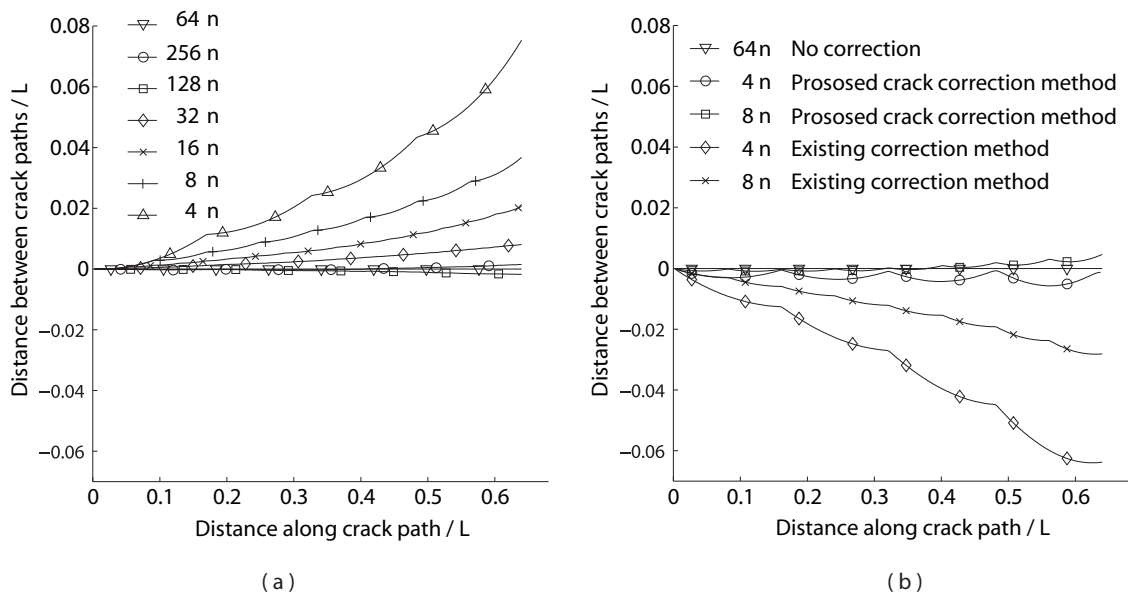 0.08
0.06
0.04
0.02
0
−0.02
−0.04
−0.06
Distance between crack paths / L
64 n
256 n
128 n
32 n
16 n
8 n
4 n
0 0.1 0.2 0.3 0.4 0.5 0.6
Distance along crack path / L
(a)
0.08
0.06
0.04
0.02
0
−0.02
−0.04
−0.06
Distance between crack paths / L
64 n No correction
4 n Prososed crack correction method
8 n Prososed crack correction method
4 n Existing correction method
8 n Existing correction method
0 0.1 0.2 0.3 0.4 0.5 0.6
Distance along crack path / L
(b)